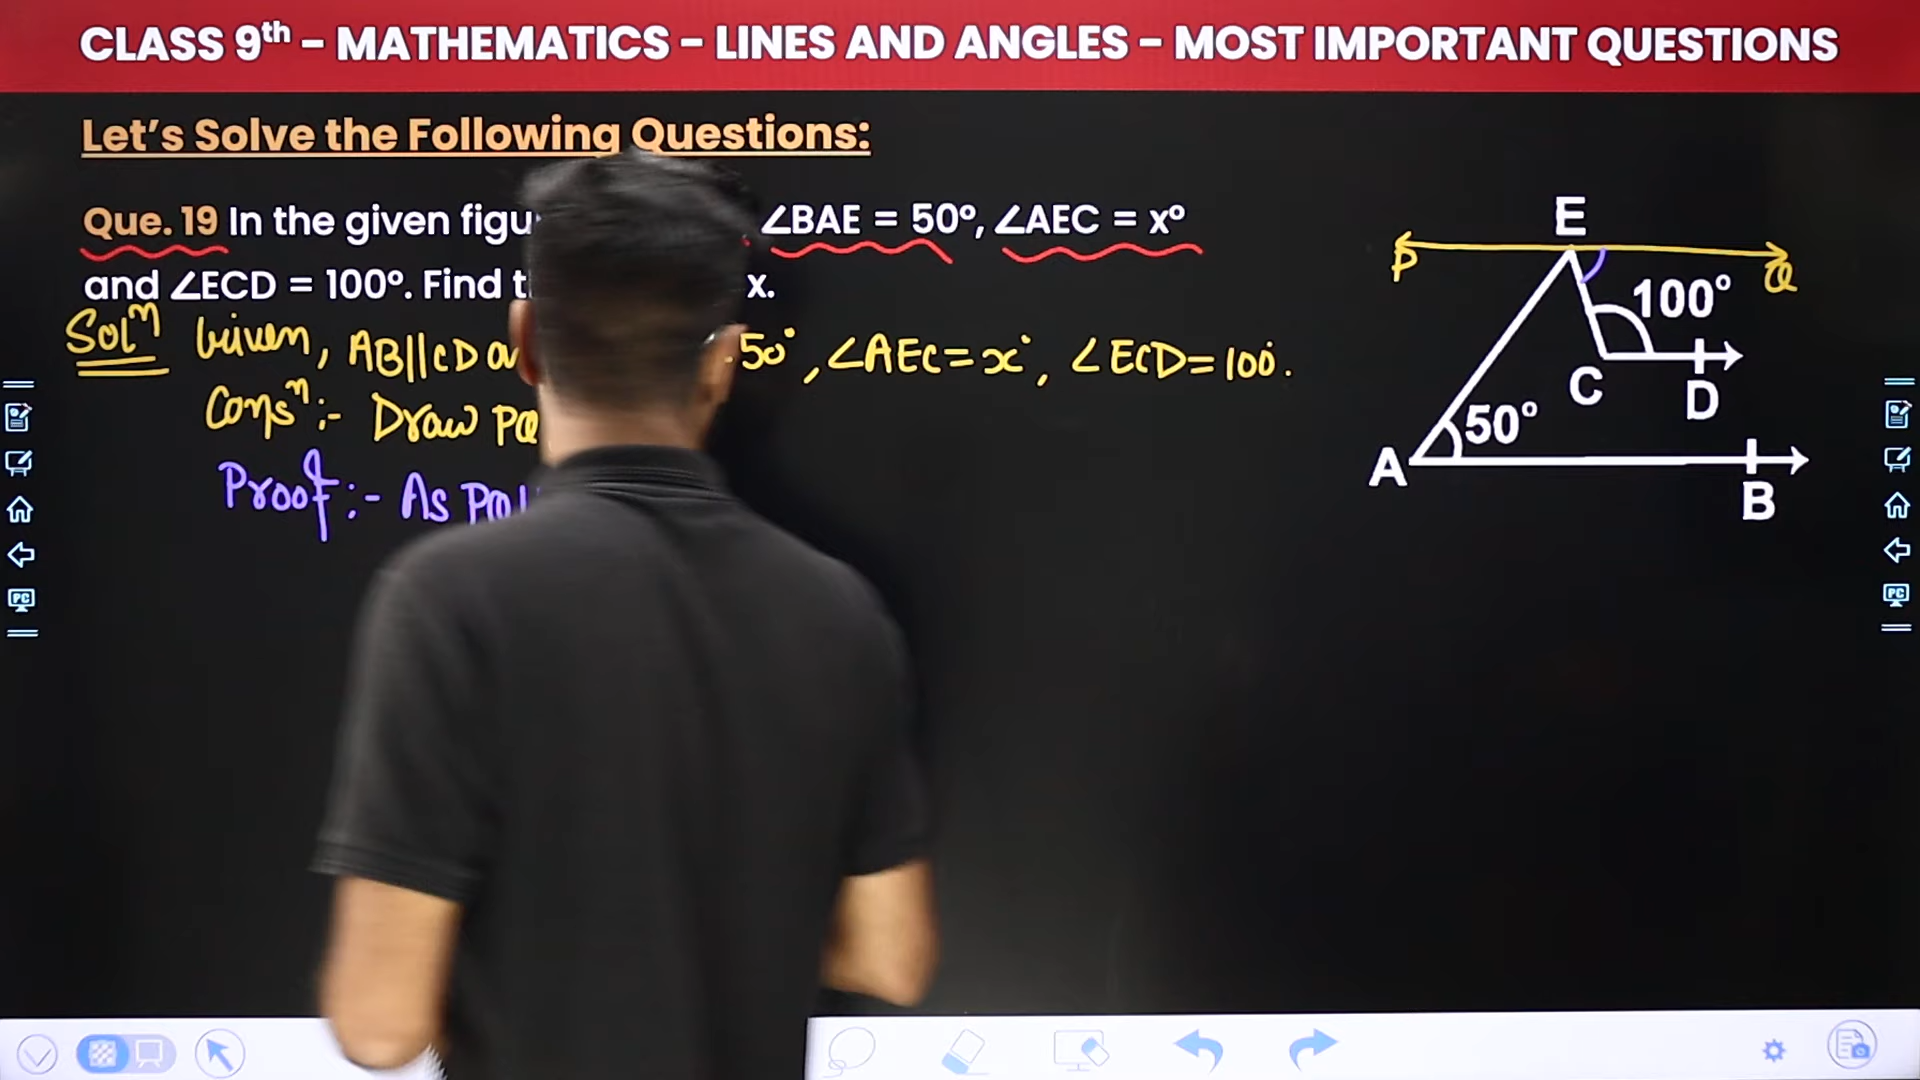 CLASS 9th – MATHEMATICS – LINES AND ANGLES – MOST IMPORTANT QUESTIONS
Let's Solve the Following Questions:
Que. 19 In the given ∠BAE = 50°, ∠AEC = x°
and ∠ECD = 100°. Find x.
Solⁿ Given, AB||CD 50°, ∠AEC = x°, ∠ECD = 100°.
Consⁿ :- Draw PQ
Proof :- As PQ||
E
P Q
100°
C D
50°
A
B
PC PC